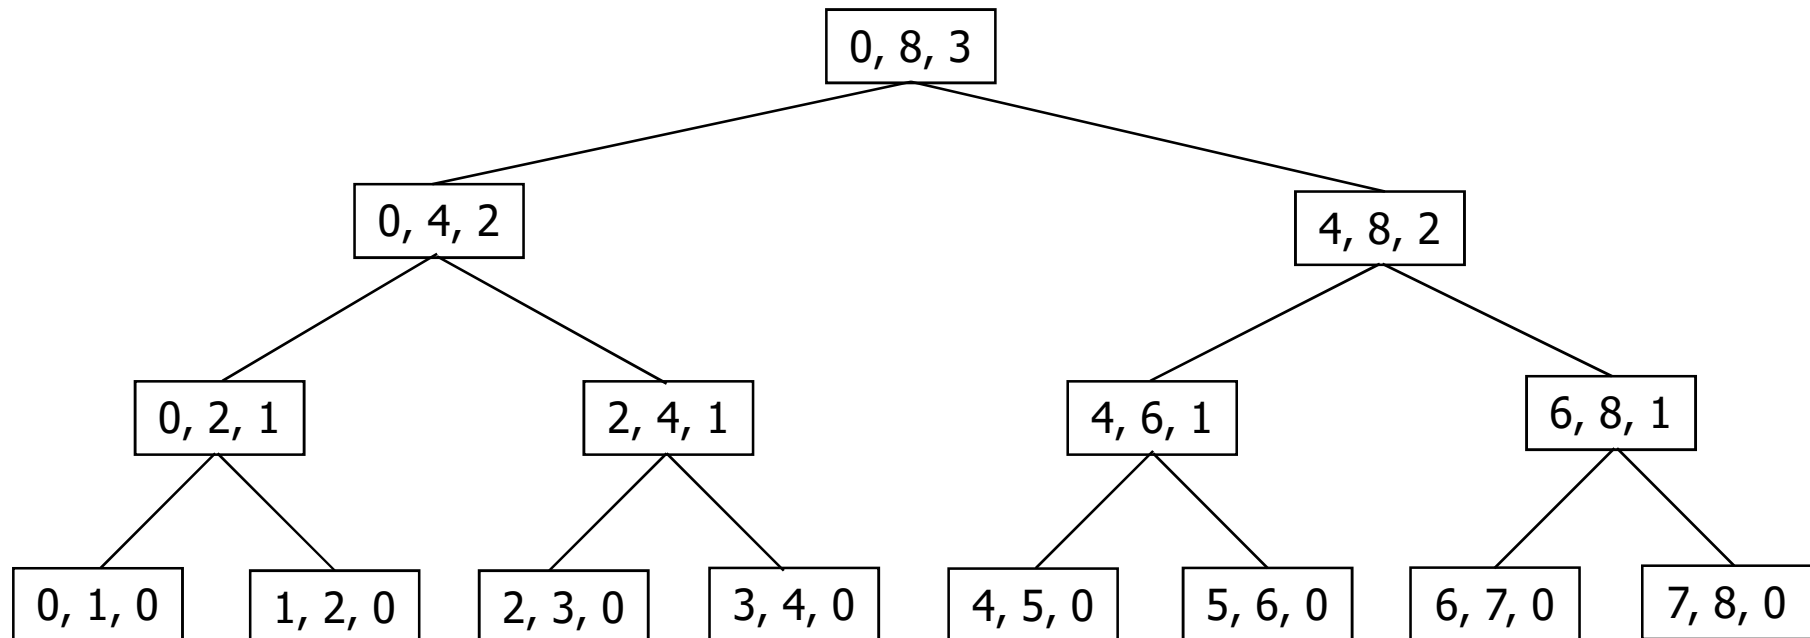 0, 8, 3
0, 4, 2
4, 8, 2
0, 2, 1
2, 4, 1
4, 6, 1
6, 8, 1
0, 1, 0
1, 2, 0
2, 3, 0
3, 4, 0
4, 5, 0
5, 6, 0
6, 7, 0
7, 8, 0